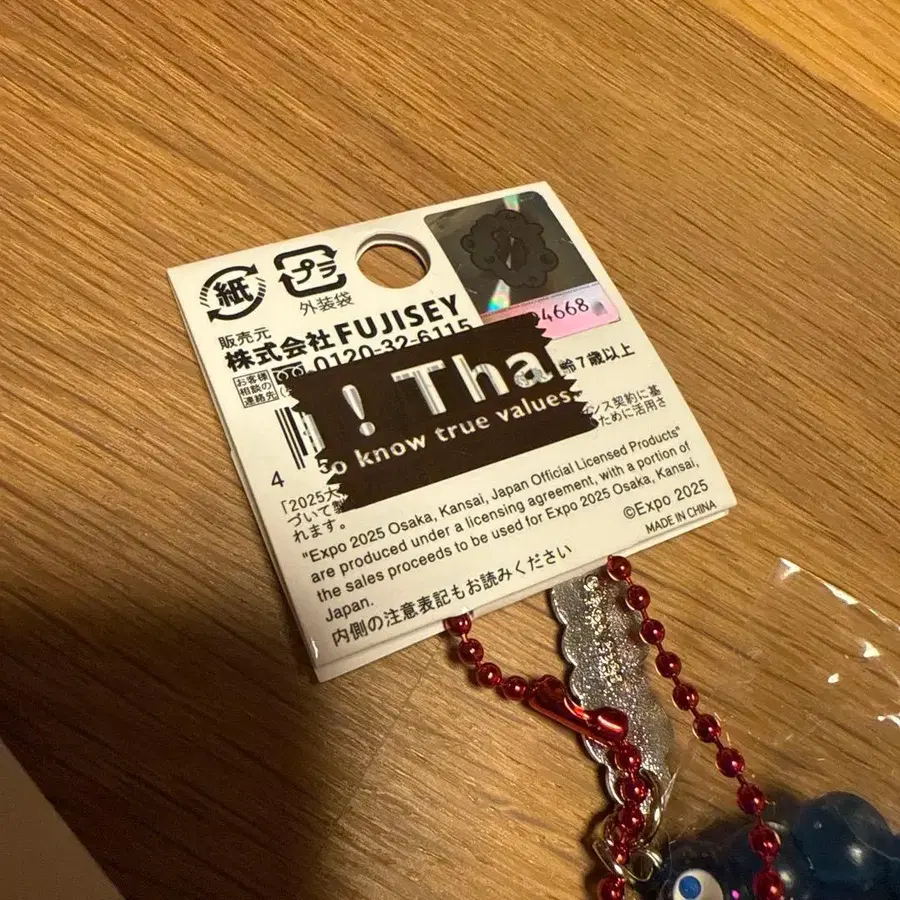 紙
プラ
外装袋
4668
販売元
株式会社FUJISEY
0120-32-6115
お客様
相談の
連絡先
齢7歳以上
! Tha
to know true values
ンス契約に基
ために活用さ
4
「2025大
づいて
れます。
"Expo 2025 Osaka, Kansai, Japan Official Licensed Products"
are produced under a licensing agreement, with a portion of
the sales proceeds to be used for Expo 2025 Osaka, Kansai,
Japan.
©Expo 2025
MADE IN CHINA
内側の注意表記もお読みください